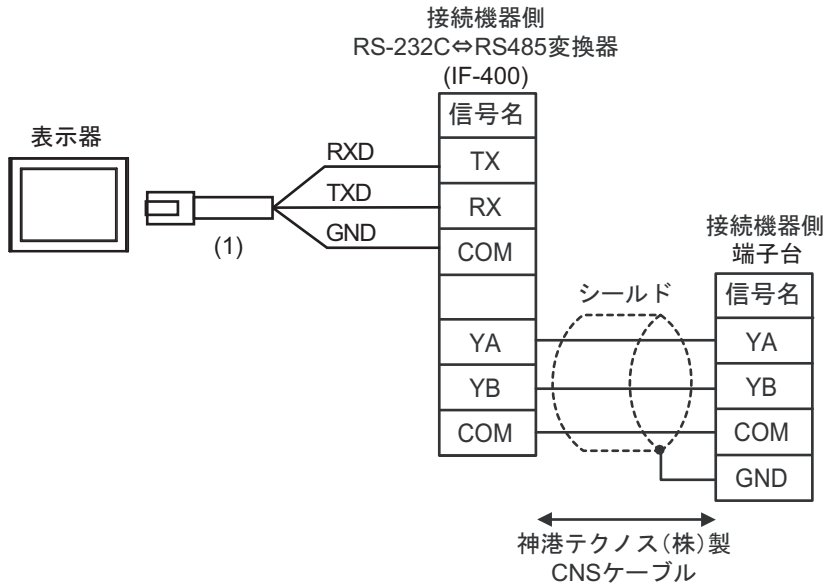 接続機器側
RS-232C⇔RS485変換器
(IF-400)
信号名
TX
RX
COM
YA
YB
COM
表示器
(1)
RXD
TXD
GND
シールド
接続機器側
端子台
信号名
YA
YB
COM
GND
神港テクノス(株)製
CNSケーブル